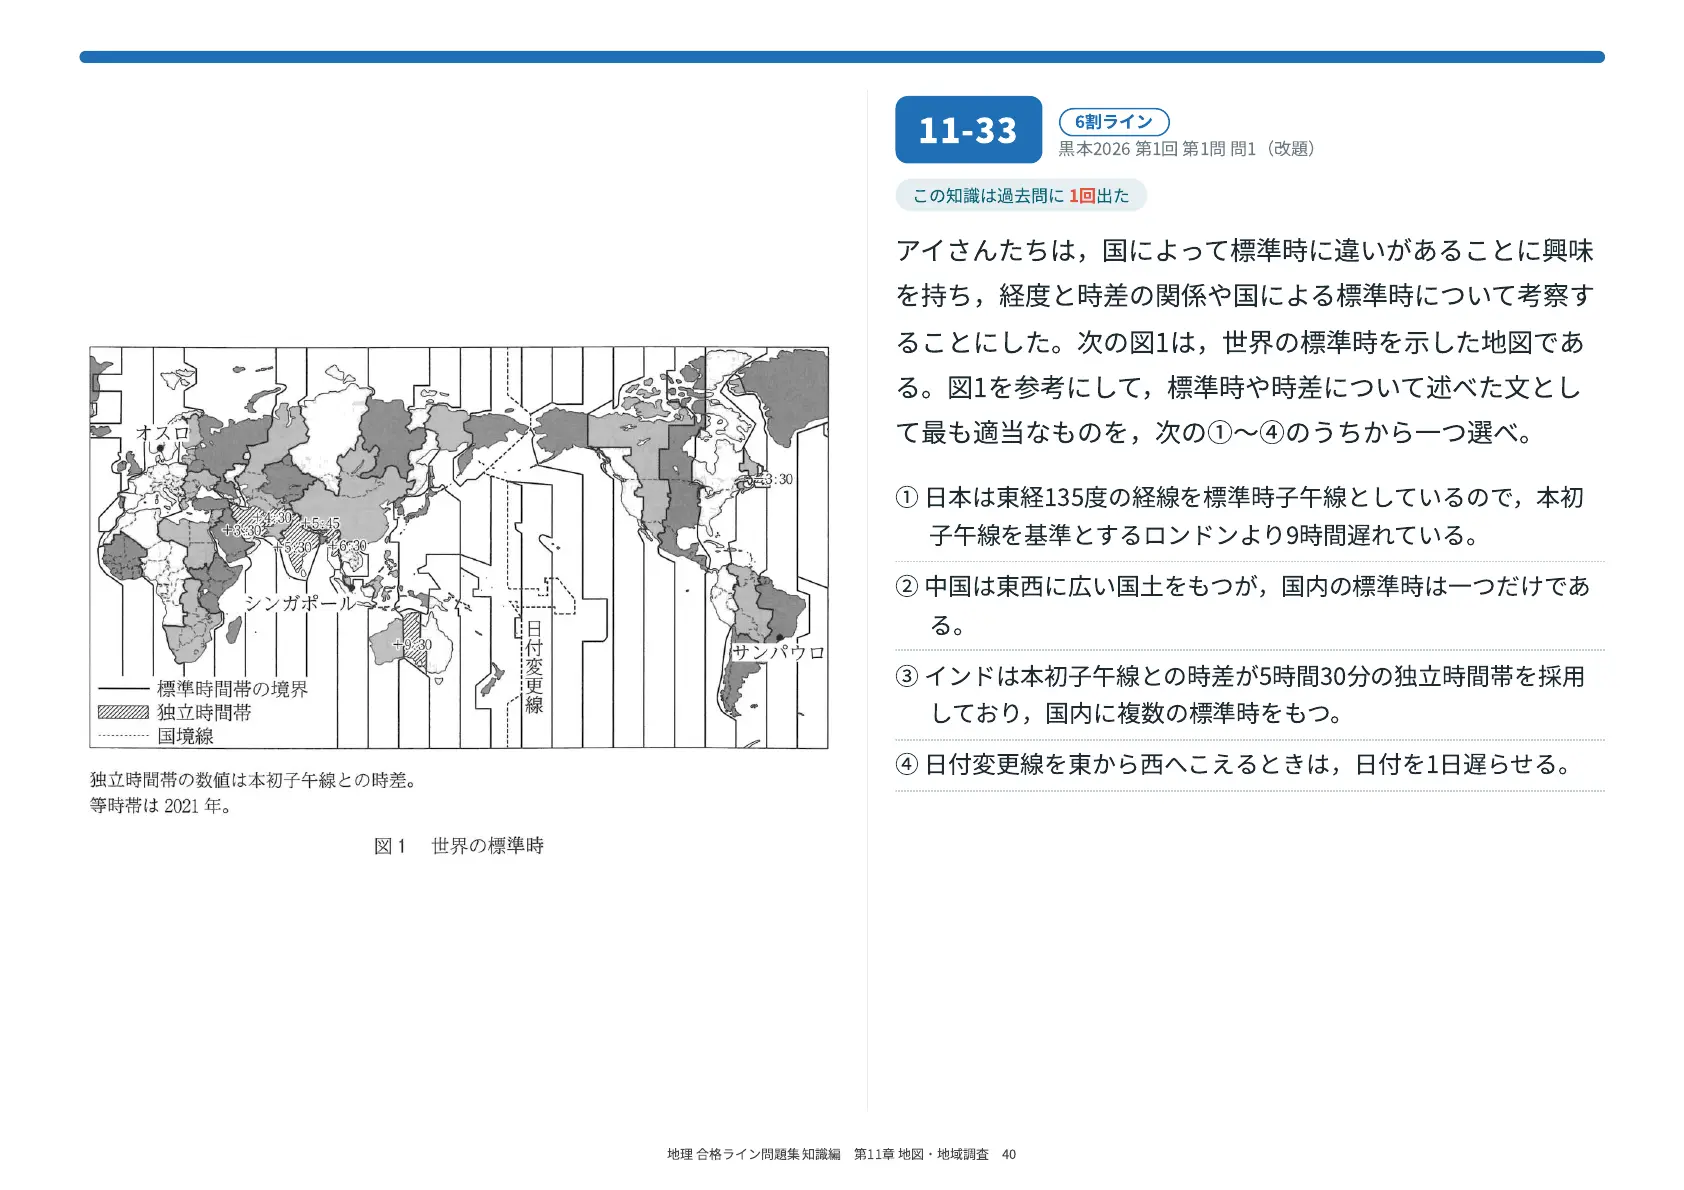 11-33
6割ライン
黒本2026 第1回 第1問 問1（改題）
この知識は過去問に 1回出た
アイさんたちは，国によって標準時に違いがあることに興味
を持ち，経度と時差の関係や国による標準時について考察す
ることにした。次の図1は，世界の標準時を示した地図であ
る。図1を参考にして，標準時や時差について述べた文とし
て最も適当なものを，次の①～④のうちから一つ選べ。
① 日本は東経135度の経線を標準時子午線としているので，本初
子午線を基準とするロンドンより9時間遅れている。
② 中国は東西に広い国土をもつが，国内の標準時は一つだけであ
る。
③ インドは本初子午線との時差が5時間30分の独立時間帯を採用
しており，国内に複数の標準時をもつ。
④ 日付変更線を東から西へこえるときは，日付を1日遅らせる。
オスロ
+4:30
+5:45
+3:30
+5:30
+6:30
シンガポール
+9:30
日付変更線
3:30
サンパウロ
標準時間帯の境界
独立時間帯
国境線
独立時間帯の数値は本初子午線との時差。
等時帯は 2021 年。
図 1 世界の標準時
地理 合格ライン問題集 知識編 第11章 地図・地域調査 40